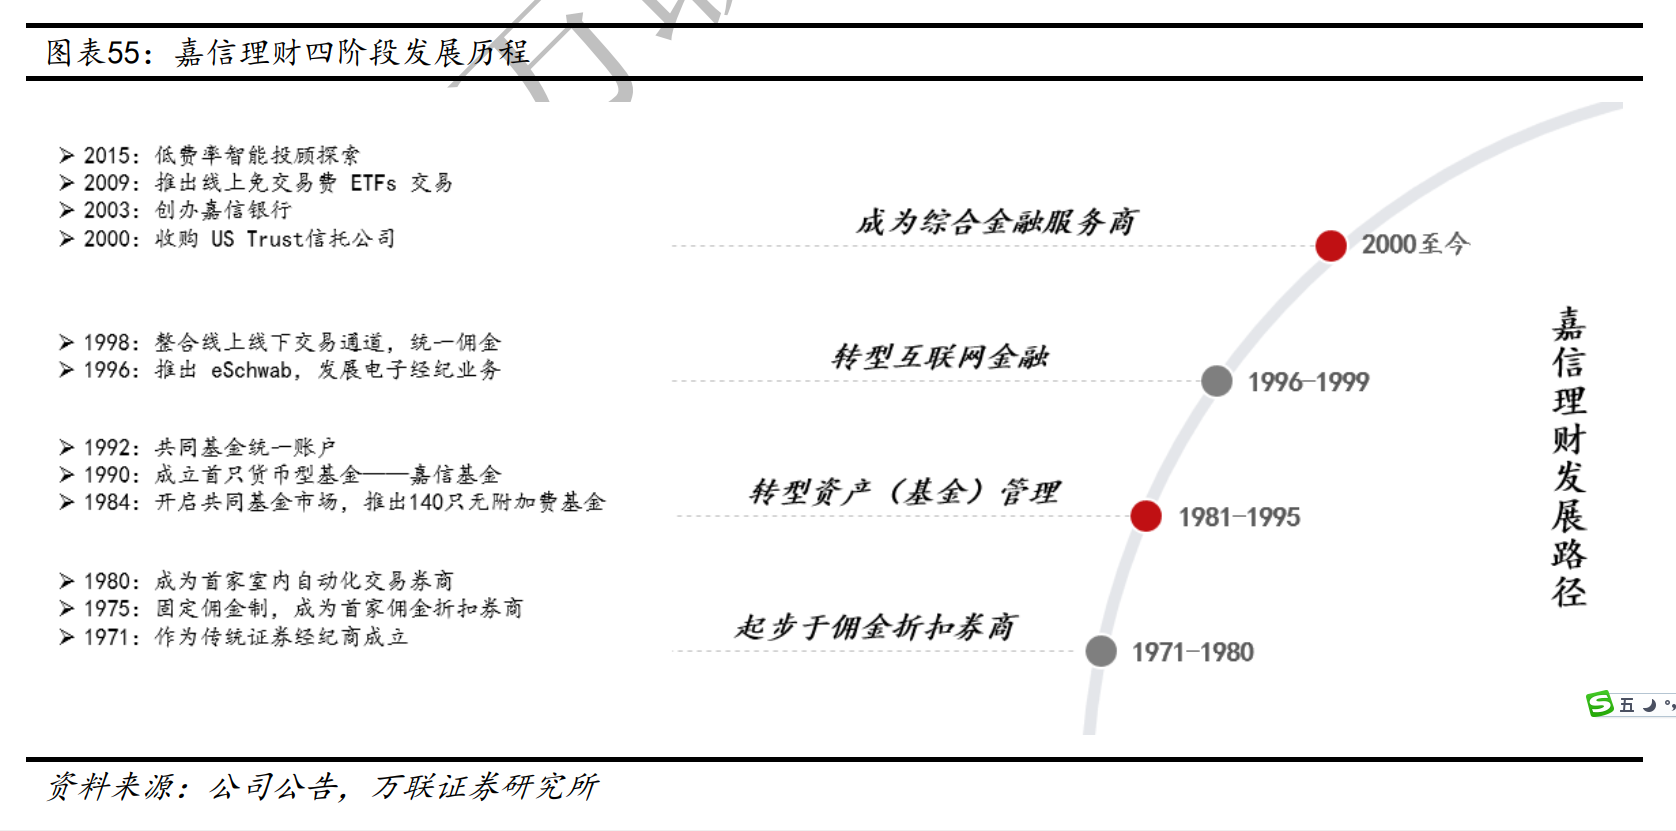 图表55：嘉信理财四阶段发展历程
➢ 2015：低费率智能投顾探索
➢ 2009：推出线上免交易费 ETFs 交易
➢ 2003：创办嘉信银行
➢ 2000：收购 US Trust信托公司
成为综合金融服务商
2000至今
➢ 1998：整合线上线下交易通道，统一佣金
➢ 1996：推出 eSchwab，发展电子经纪业务
转型互联网金融
1996-1999
➢ 1992：共同基金统一账户
➢ 1990：成立首只货币型基金——嘉信基金
➢ 1984：开启共同基金市场，推出140只无附加费基金
转型资产（基金）管理
1981-1995
➢ 1980：成为首家室内自动化交易券商
➢ 1975：固定佣金制，成为首家佣金折扣券商
➢ 1971：作为传统证券经纪商成立
起步于佣金折扣券商
1971-1980
嘉信理财发展路径
五
资料来源：公司公告，万联证券研究所